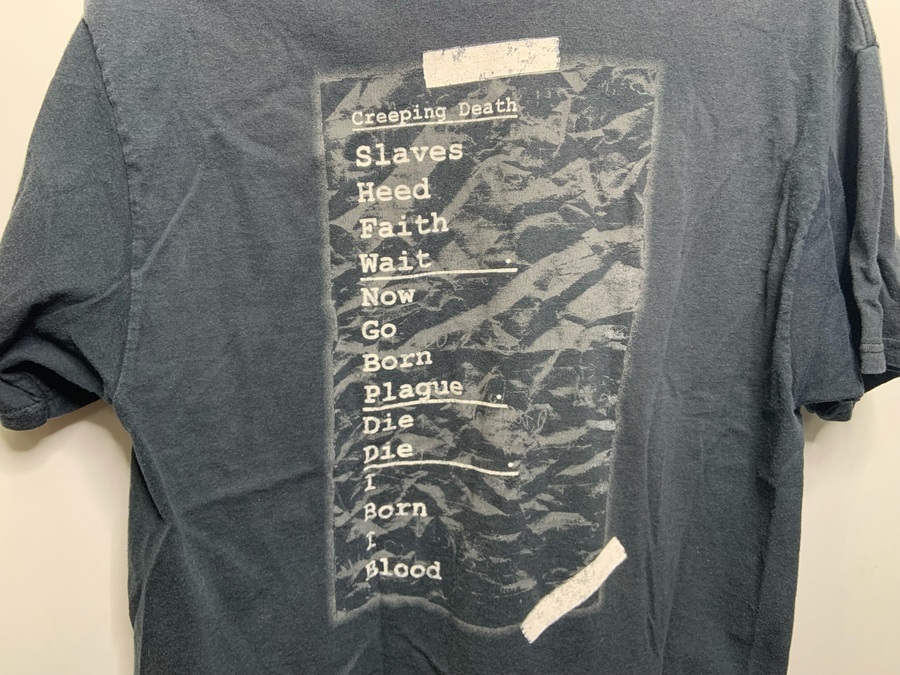 Creeping Death
Slaves
Heed
Faith
Wait
Now
Go
Born
Plague
Die
Die
I
Born
I
Blood